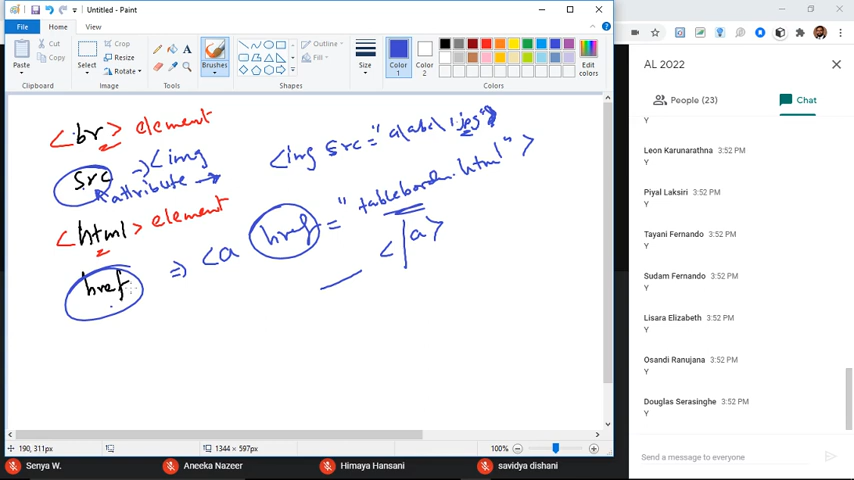 Untitled - Paint
File Home View
Paste
Cut
Copy
Clipboard
Select
Crop
Resize
Rotate
Image
Tools
Brushes
Shapes
Outline
Fill
Size
Color 1
Color 2
Edit colors
Colors
<br> element
src → <img
attribute →
<img src="a\abc\1.jpg">
<html> element
href ⇒ <a href = "tableborder.html" >
</a>
190, 311px
1344 × 597px
100%
Senya W.
Aneeka Nazeer
Himaya Hansani
savidya dishani
AL 2022
People (23)
Chat
Y
Leon Karunarathna 3:52 PM
Y
Piyal Laksiri 3:52 PM
Y
Tayani Fernando 3:52 PM
Y
Sudam Fernando 3:52 PM
Y
Lisara Elizabeth 3:52 PM
Y
Osandi Ranujana 3:52 PM
Y
Douglas Serasinghe 3:52 PM
Y
Send a message to everyone